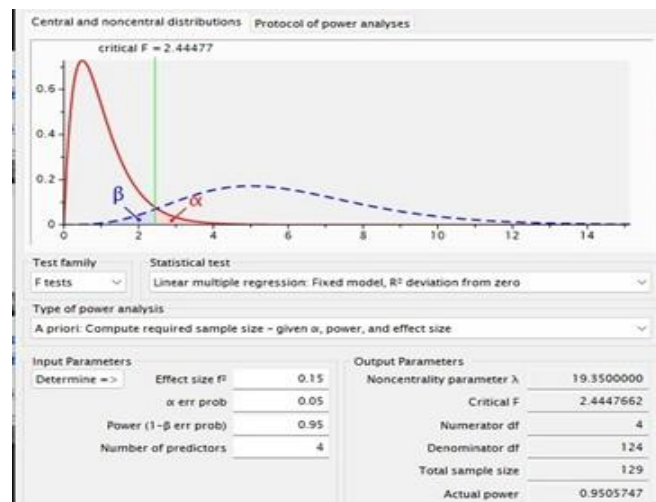 Central and noncentral distributions Protocol of power analyses
critical F = 2.44477
0.6
0.4
0.2
0
β α
0 2 4 6 8 10 12 14
Test family Statistical test
F tests Linear multiple regression: Fixed model, R² deviation from zero
Type of power analysis
A priori: Compute required sample size – given α, power, and effect size
Input Parameters Output Parameters
Determine => Effect size f² 0.15 Noncentrality parameter λ 19.3500000
α err prob 0.05 Critical F 2.4447662
Power (1-β err prob) 0.95 Numerator df 4
Number of predictors 4 Denominator df 124
Total sample size 129
Actual power 0.9505747